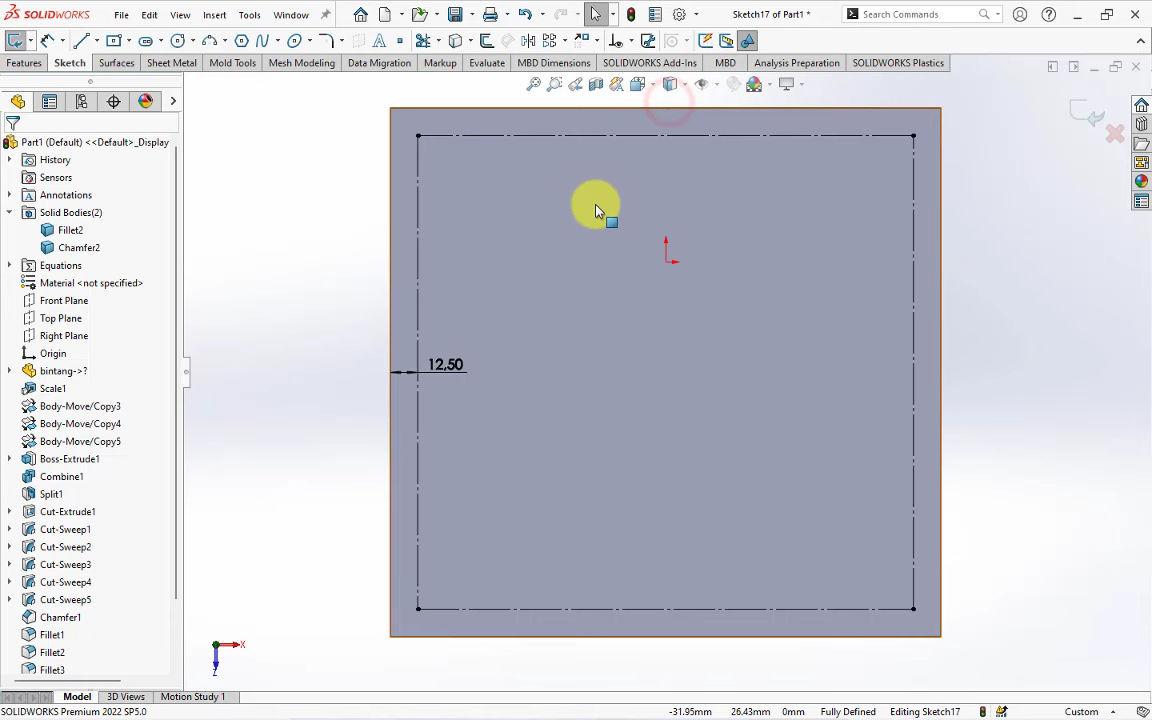 SOLIDWORKS
File
Edit
View
Insert
Tools
Window
Sketch17 of Part1 *
Search Commands
Features
Sketch
Surfaces
Sheet Metal
Mold Tools
Mesh Modeling
Data Migration
Markup
Evaluate
MBD Dimensions
SOLIDWORKS Add-Ins
MBD
Analysis Preparation
SOLIDWORKS Plastics
Part1 (Default) <<Default>_Display
History
Sensors
Annotations
Solid Bodies(2)
Fillet2
Chamfer2
Equations
Material <not specified>
Front Plane
Top Plane
Right Plane
Origin
bintang->?
Scale1
Body-Move/Copy3
Body-Move/Copy4
Body-Move/Copy5
Boss-Extrude1
Combine1
Split1
Cut-Extrude1
Cut-Sweep1
Cut-Sweep2
Cut-Sweep3
Cut-Sweep4
Cut-Sweep5
Chamfer1
Fillet1
Fillet2
Fillet3
12,50
X
Z
Model
3D Views
Motion Study 1
SOLIDWORKS Premium 2022 SP5.0
-31.95mm
26.43mm
0mm
Fully Defined
Editing Sketch17
Custom